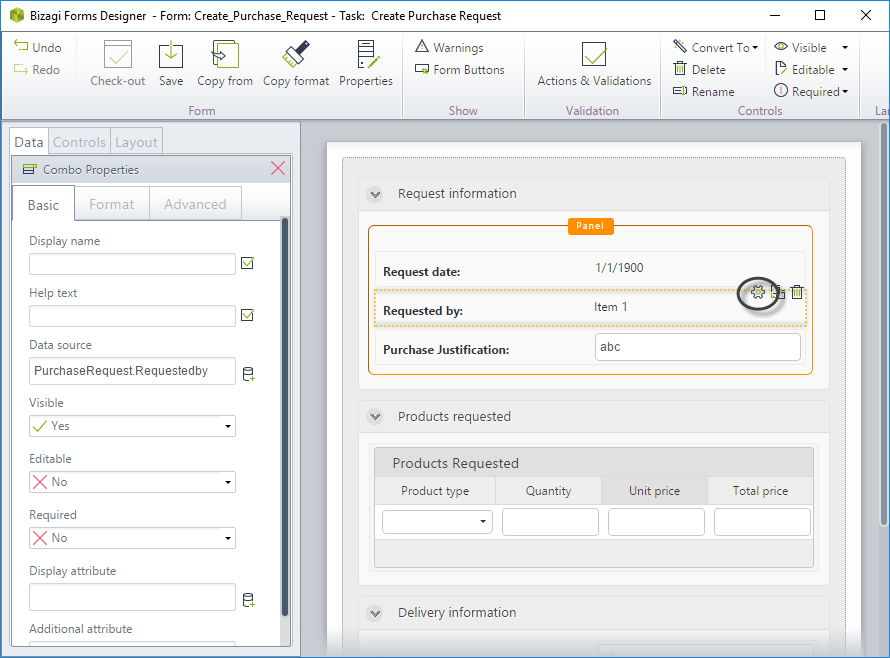 Bizagi Forms Designer - Form: Create_Purchase_Request - Task: Create Purchase Request
Undo
Redo
Check-out
Save
Copy from
Copy format
Properties
Form
Warnings
Form Buttons
Show
Actions & Validations
Validation
Convert To
Delete
Rename
Visible
Editable
Required
Controls
Data
Controls
Layout
Combo Properties
Basic
Format
Advanced
Display name
Help text
Data source
PurchaseRequest.Requestedby
Visible
Yes
Editable
No
Required
No
Display attribute
Additional attribute
Request information
Panel
Request date: 1/1/1900
Requested by: Item 1
Purchase Justification: abc
Products requested
Products Requested
Product type Quantity Unit price Total price
Delivery information